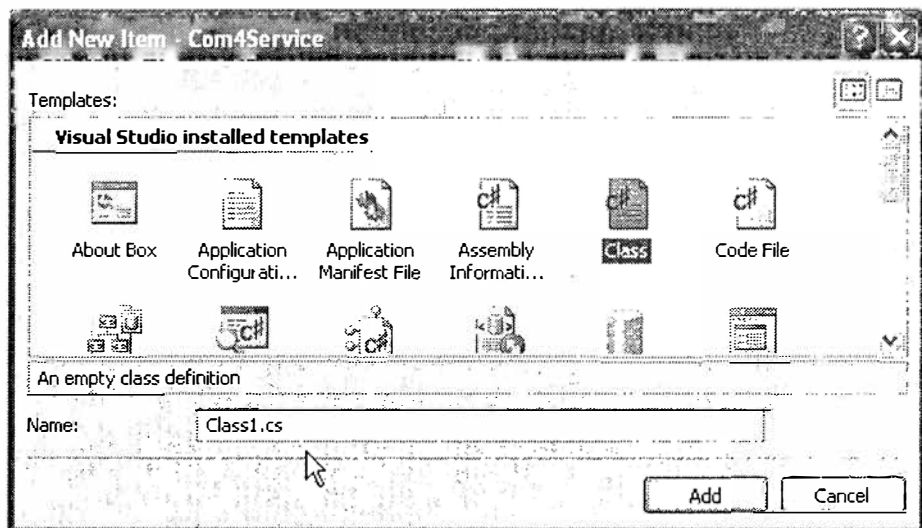 Add New Item - Com4Service
Templates:
Visual Studio installed templates
About Box
Application Configurati...
Application Manifest File
Assembly Informati...
Class
Code File
An empty class definition
Name:
Class1.cs
Add
Cancel